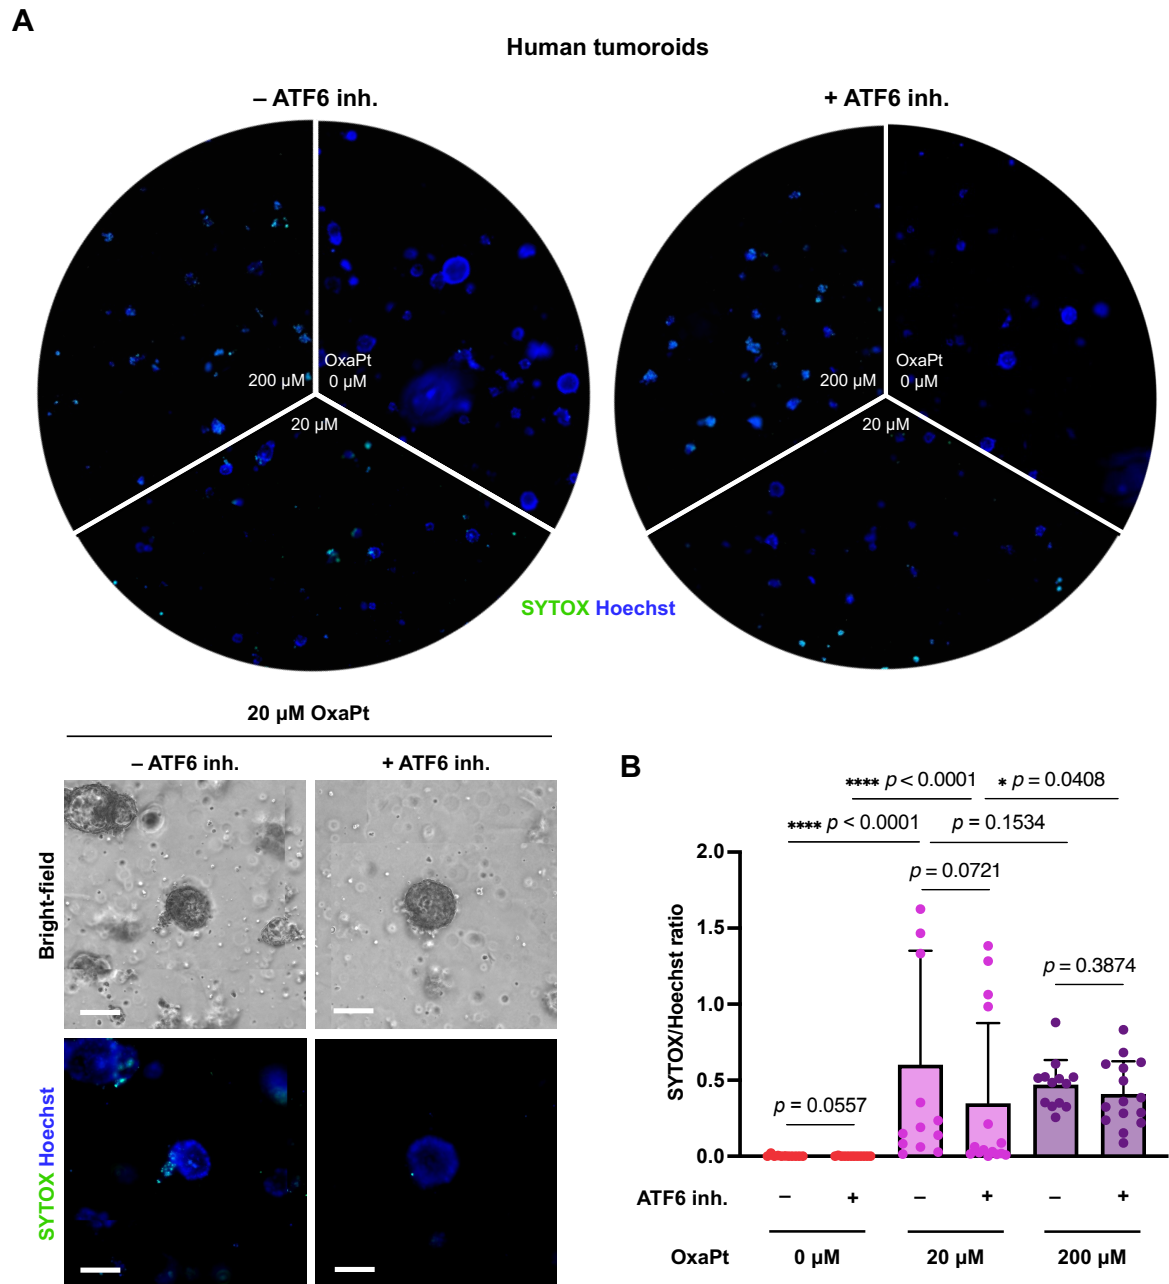 A
Human tumoroids
– ATF6 inh.
+ ATF6 inh.
OxaPt
0 µM
200 µM
20 µM
OxaPt
0 µM
200 µM
20 µM
SYTOX Hoechst
20 µM OxaPt
– ATF6 inh.
+ ATF6 inh.
Bright-field
SYTOX Hoechst
B
**** p < 0.0001
* p = 0.0408
**** p < 0.0001
p = 0.1534
p = 0.0721
p = 0.3874
p = 0.0557
SYTOX/Hoechst ratio
2.0
1.5
1.0
0.5
0.0
ATF6 inh. – + – + – +
OxaPt 0 µM 20 µM 200 µM